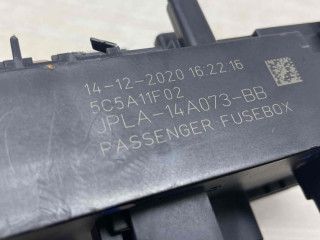 14-12-2020 16:22:16
5C5A11F02
JPLA-14A073-BB
PASSENGER FUSEBOX